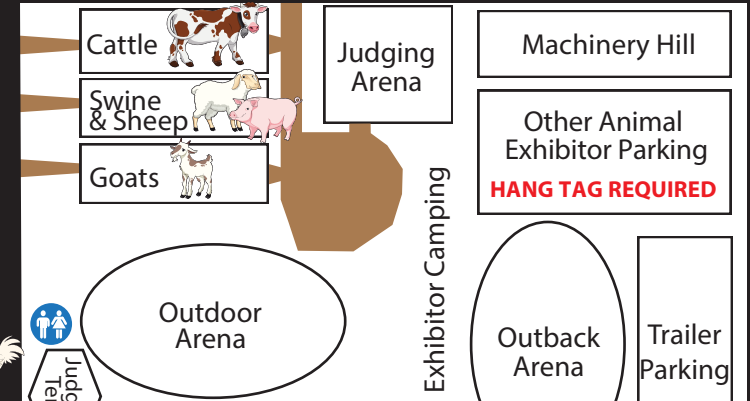 Cattle
Swine
& Sheep
Goats
Judging
Arena
Machinery Hill
Other Animal
Exhibitor Parking
HANG TAG REQUIRED
Exhibitor Camping
Outdoor
Arena
Outback
Arena
Trailer
Parking